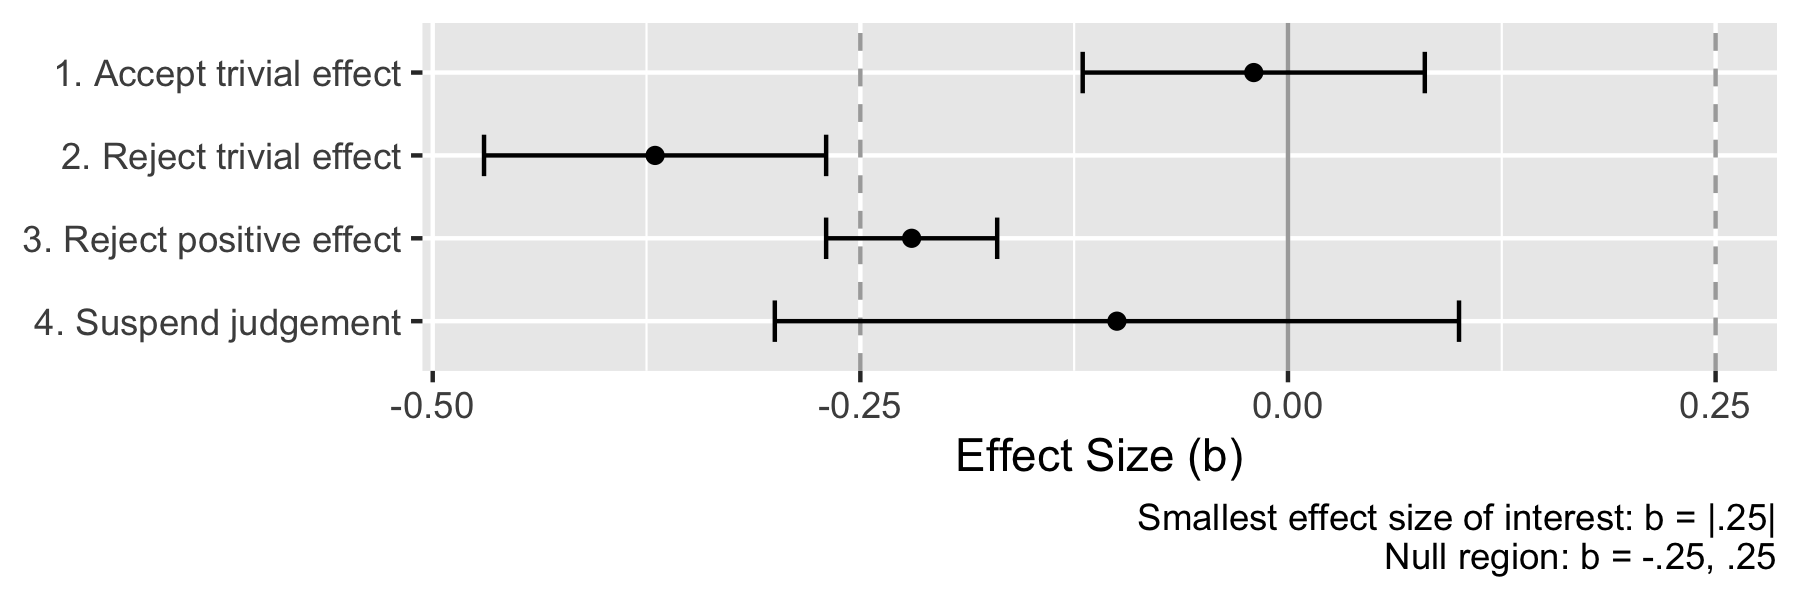 1. Accept trivial effect
2. Reject trivial effect
3. Reject positive effect
4. Suspend judgement
-0.50 -0.25 0.00 0.25
Effect Size (b)
Smallest effect size of interest: b = |.25|
Null region: b = -.25, .25